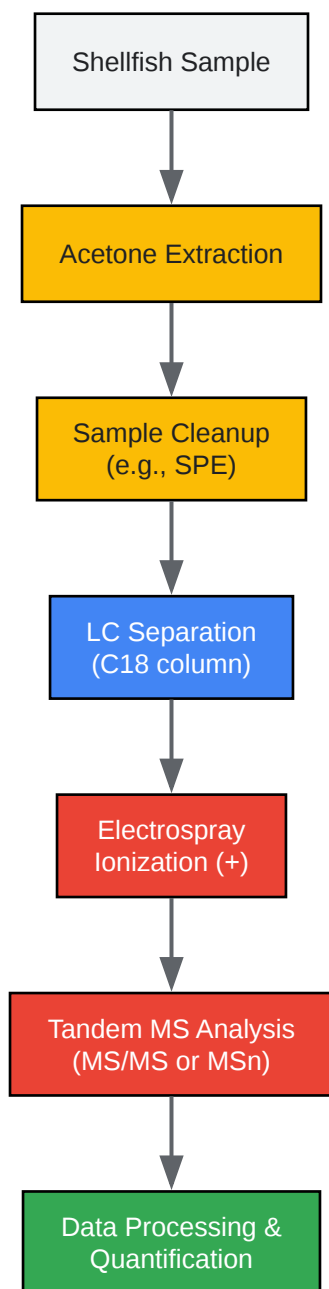 Shellfish Sample
Acetone Extraction
Sample Cleanup
(e.g., SPE)
LC Separation
(C18 column)
Electrospray
Ionization (+)
Tandem MS Analysis
(MS/MS or MSn)
Data Processing &
Quantification